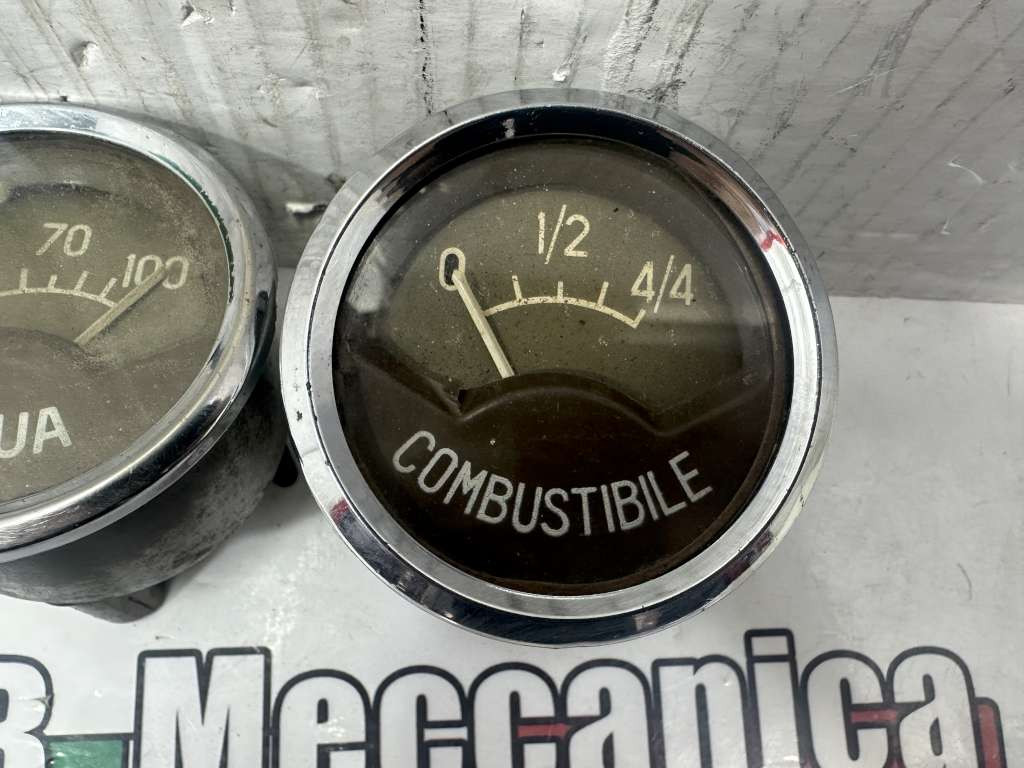 70
100
UA
0
1/2
4/4
COMBUSTIBILE
B Meccanica